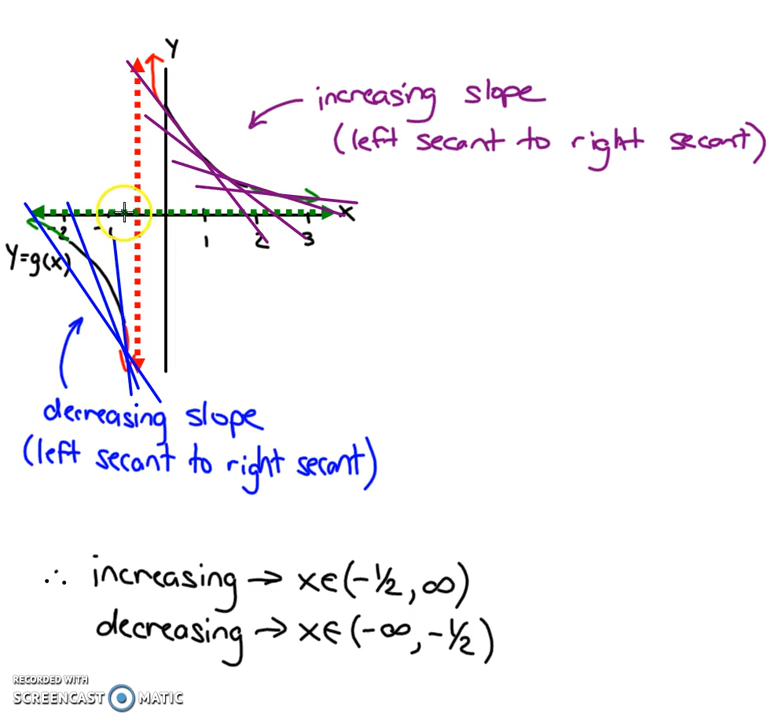 Y
increasing slope
(left secant to right secant)
X
-2 -1 1 2 3
Y=g(x)
decreasing slope
(left secant to right secant)
∴ increasing → x∈(-½, ∞)
decreasing → x∈(-∞, -½)
RECORDED WITH
SCREENCAST MATIC